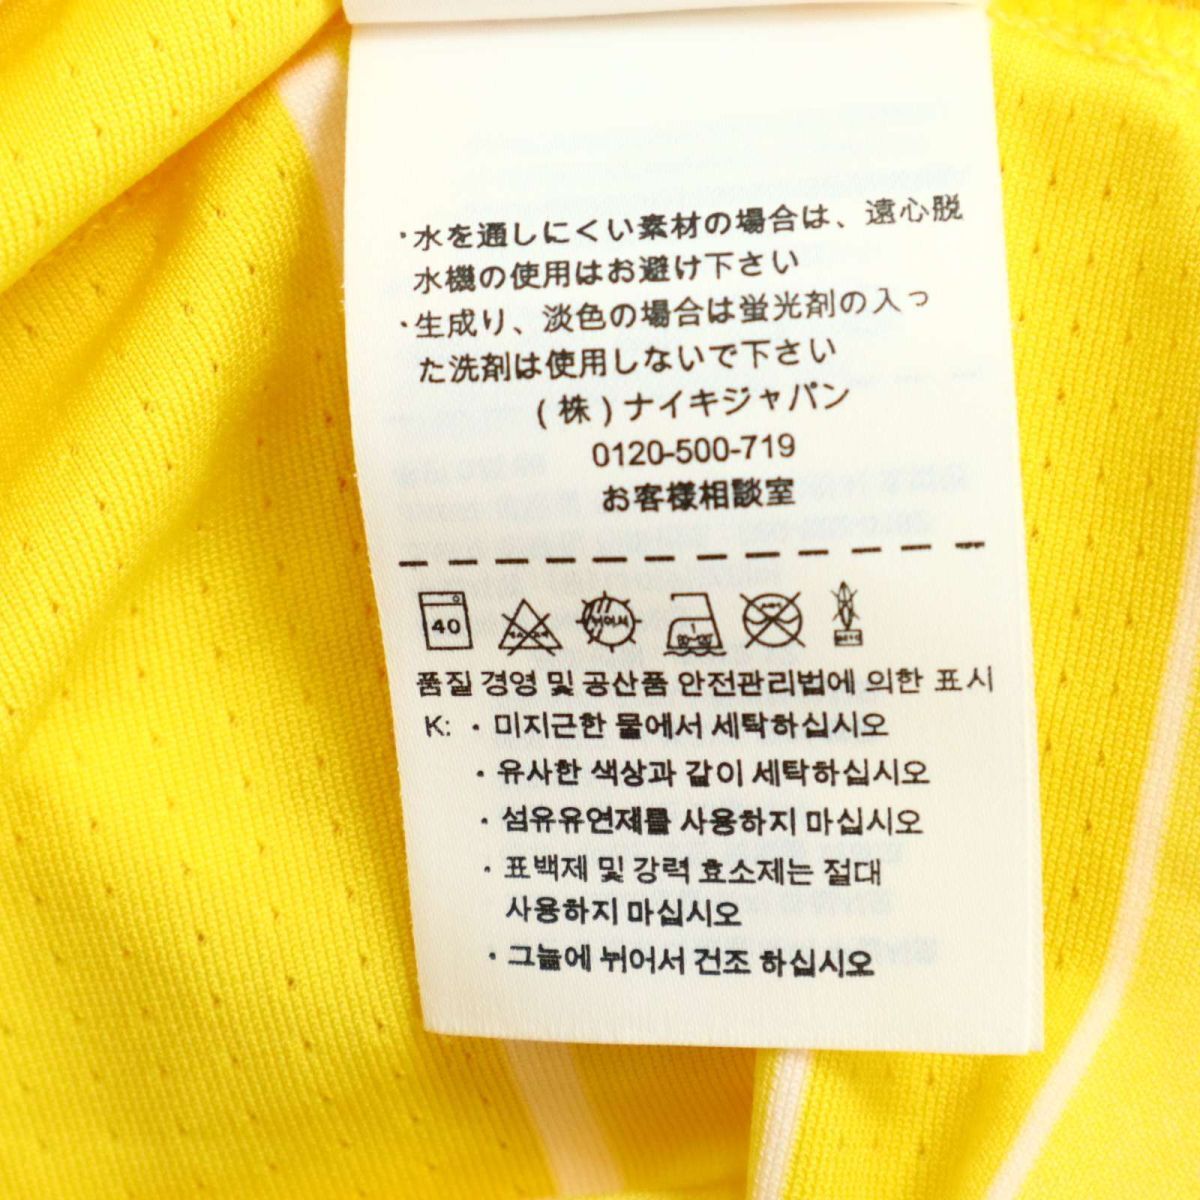 ・水を通しにくい素材の場合は、遠心脱
水機の使用はお避け下さい
・生成り、淡色の場合は蛍光剤の入っ
た洗剤は使用しないで下さい
(株)ナイキジャパン
0120-500-719
お客様相談室
40
뉘어서
1
80~120
품질 경영 및 공산품 안전관리법에 의한 표시
K: · 미지근한 물에서 세탁하십시오
· 유사한 색상과 같이 세탁하십시오
· 섬유유연제를 사용하지 마십시오
· 표백제 및 강력 효소제는 절대
사용하지 마십시오
· 그늘에 뉘어서 건조 하십시오